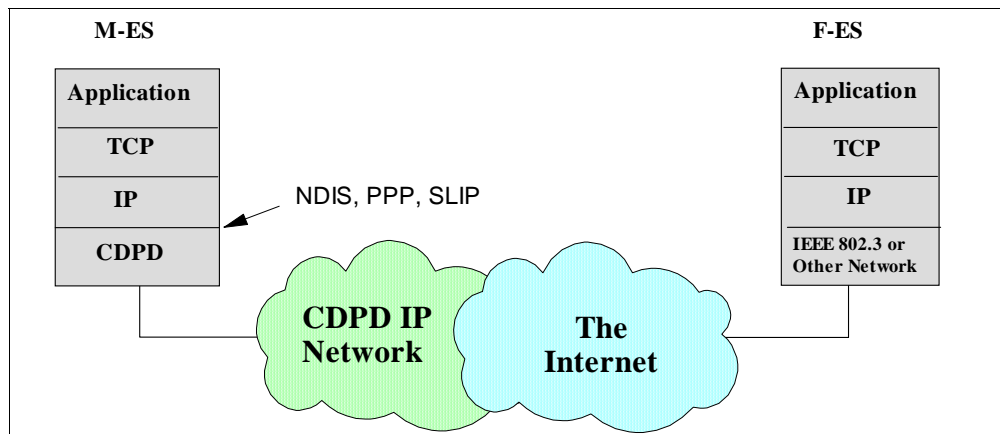 M-ES
Application
TCP
IP
CDPD
NDIS, PPP, SLIP
CDPD IP
Network
The
Internet
F-ES
Application
TCP
IP
IEEE 802.3 or
Other Network